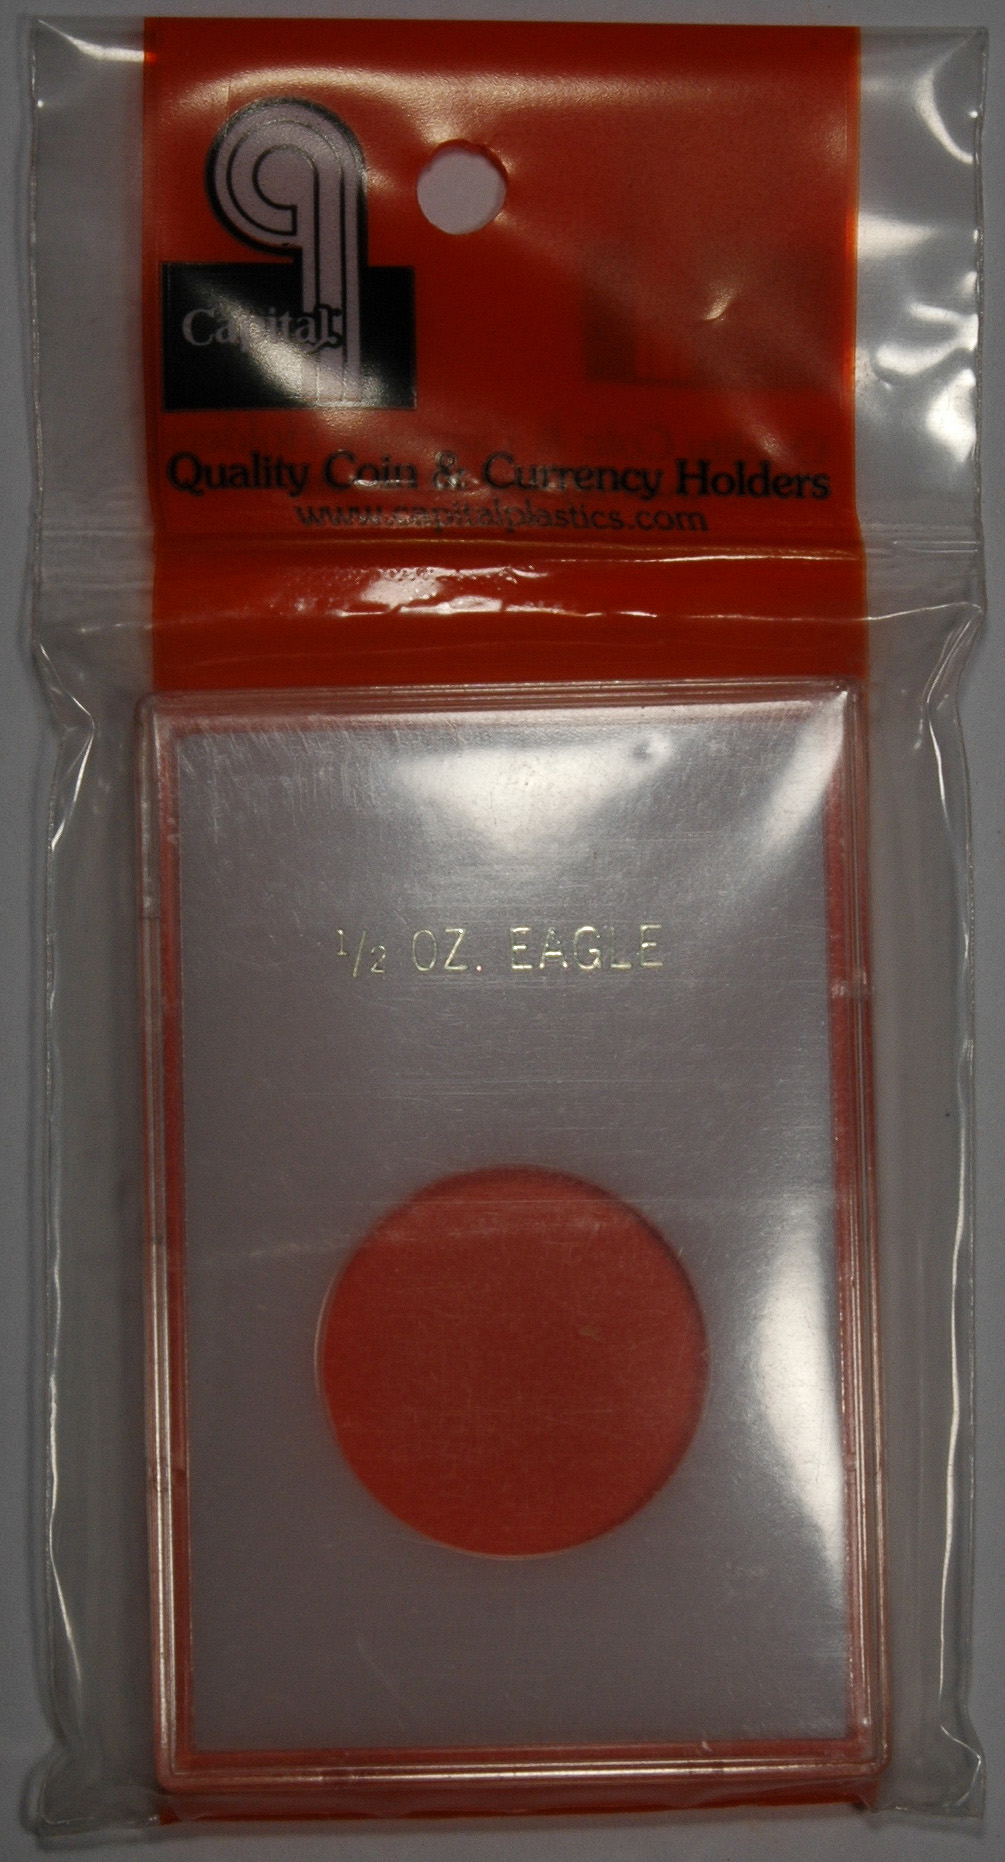 Capital
Quality Coin & Currency Holders
www.capitalplastics.com
½ OZ. EAGLE